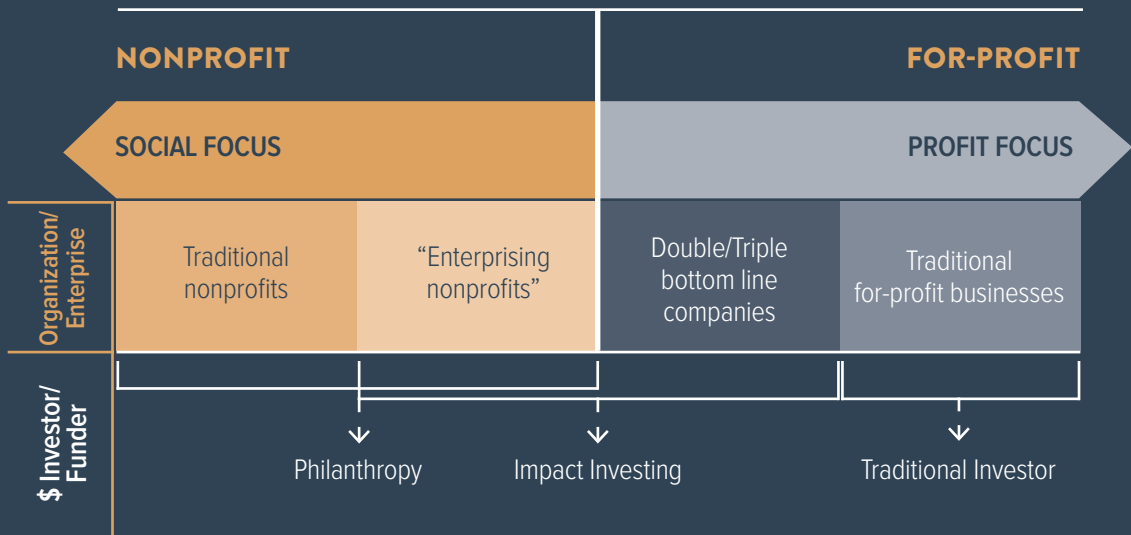 NONPROFIT
FOR-PROFIT
SOCIAL FOCUS
PROFIT FOCUS
Organization/
Enterprise
Traditional
nonprofits
“Enterprising
nonprofits”
Double/Triple
bottom line
companies
Traditional
for-profit businesses
$ Investor/
Funder
Philanthropy
Impact Investing
Traditional Investor